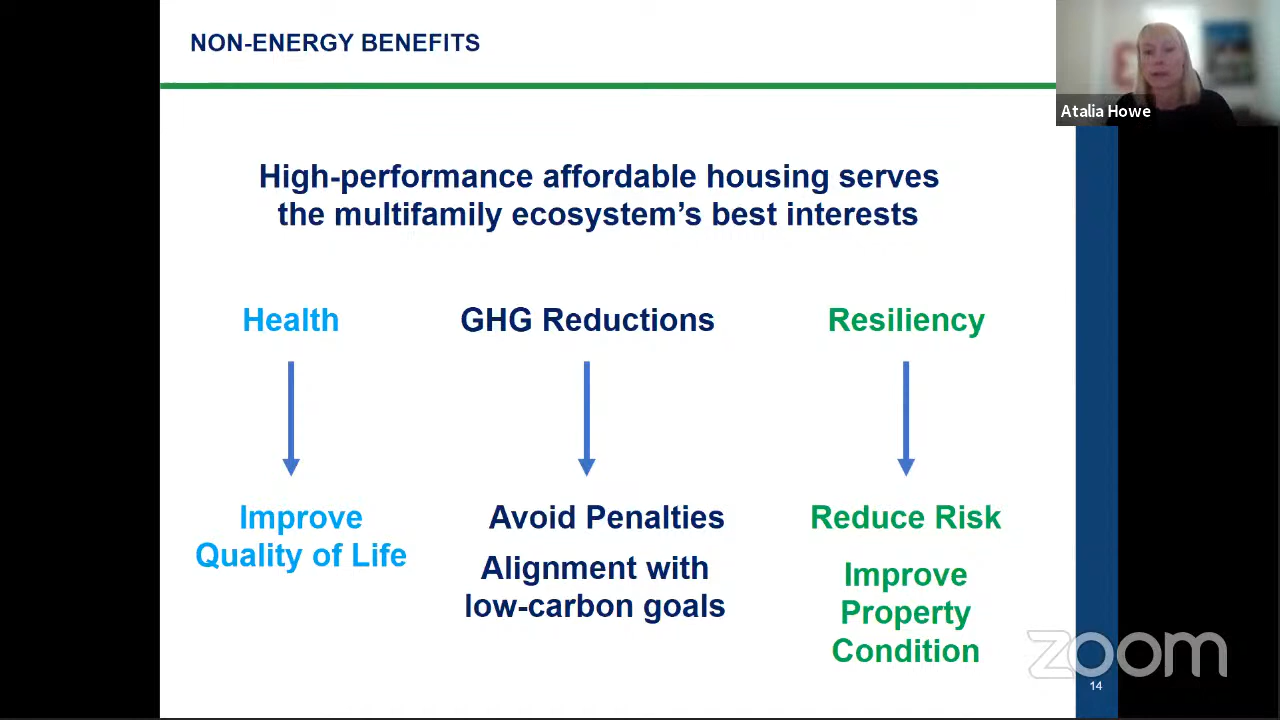 NON-ENERGY BENEFITS
Atalia Howe
High-performance affordable housing serves
the multifamily ecosystem’s best interests
Health
GHG Reductions
Resiliency
Improve
Quality of Life
Avoid Penalties
Alignment with
low-carbon goals
Reduce Risk
Improve
Property
Condition
zoom
14